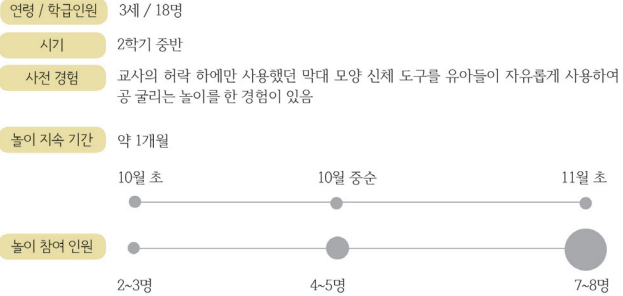 연령 / 학급인원 3세 / 18명
시기 2학기 중반
사전 경험 교사의 허락 하에만 사용했던 막대 모양 신체 도구를 유아들이 자유롭게 사용하여
공 굴리는 놀이를 한 경험이 있음
놀이 지속 기간 약 1개월
10월 초 10월 중순 11월 초
놀이 참여 인원
2~3명 4~5명 7~8명